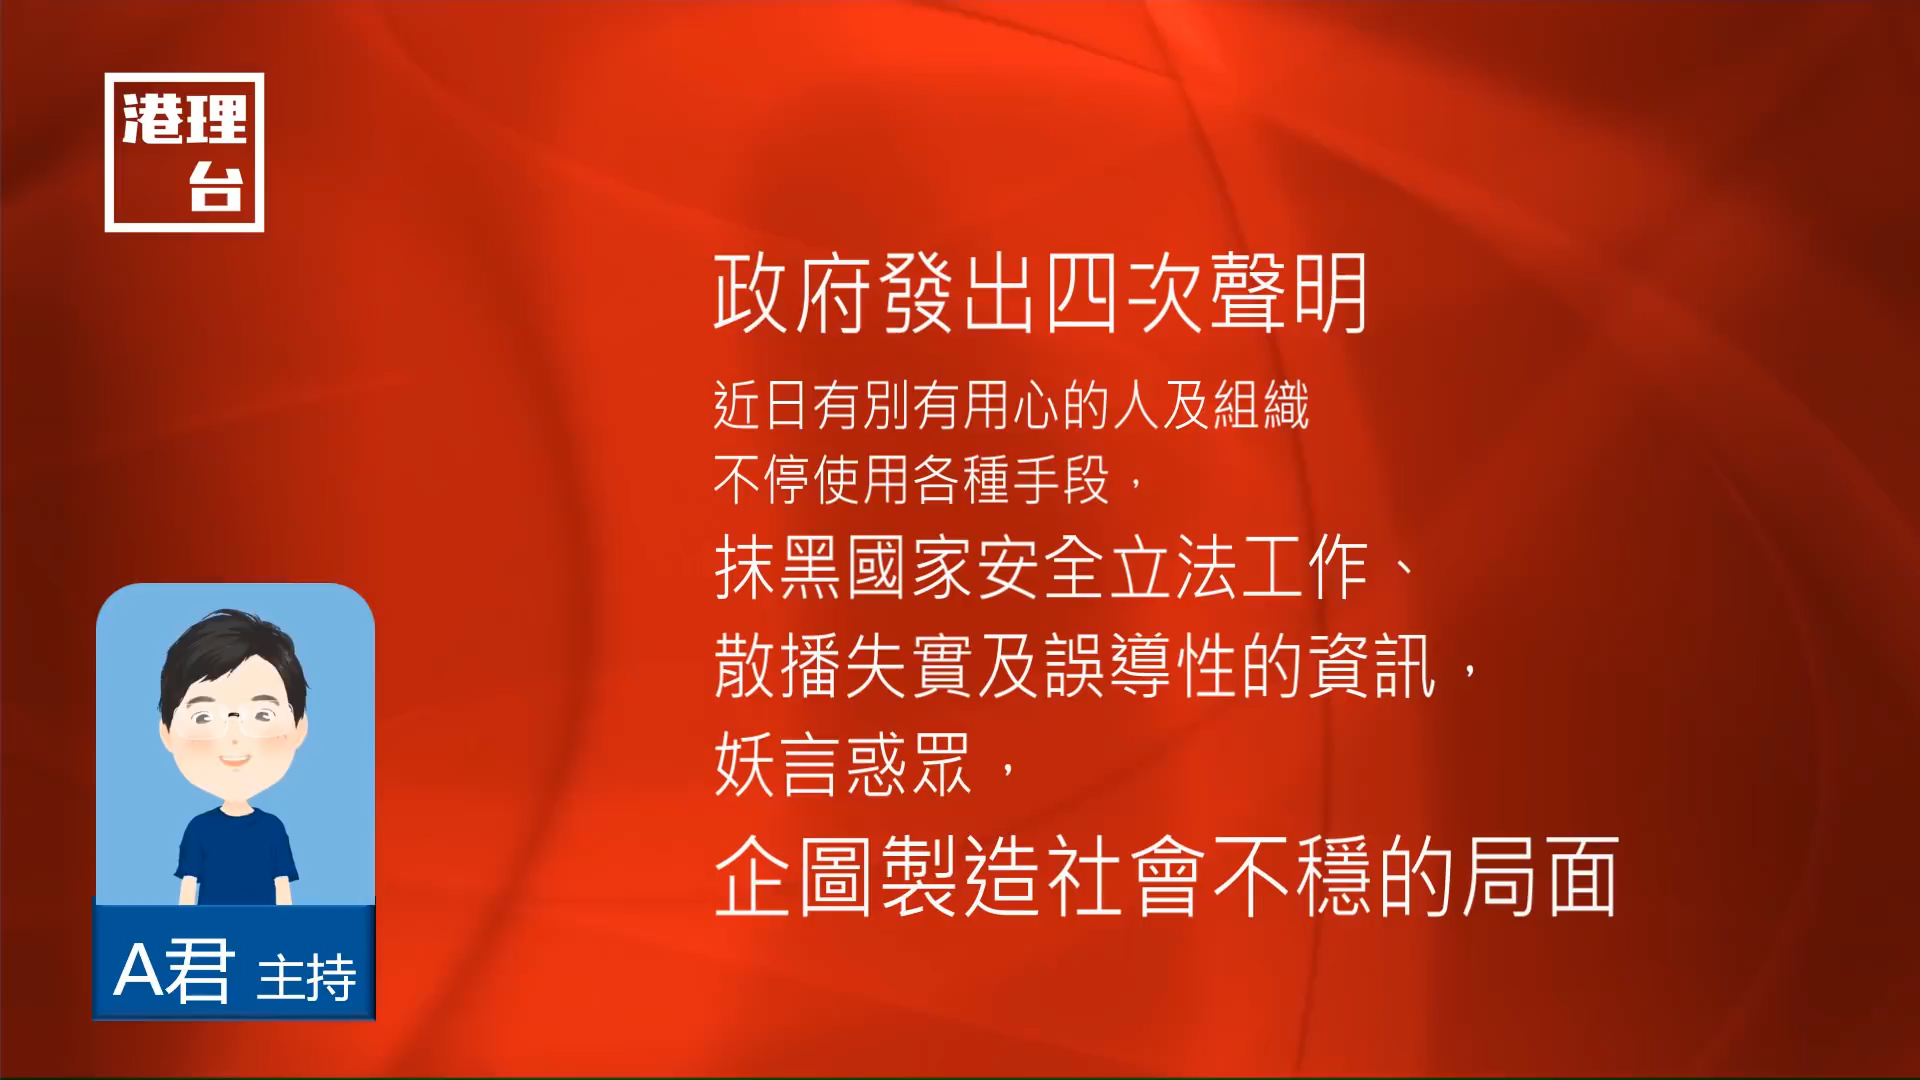 港理
台
政府發出四次聲明
近日有別有用心的人及組織
不停使用各種手段，
抹黑國家安全立法工作、
散播失實及誤導性的資訊，
妖言惑眾，
企圖製造社會不穩的局面
A君 主持